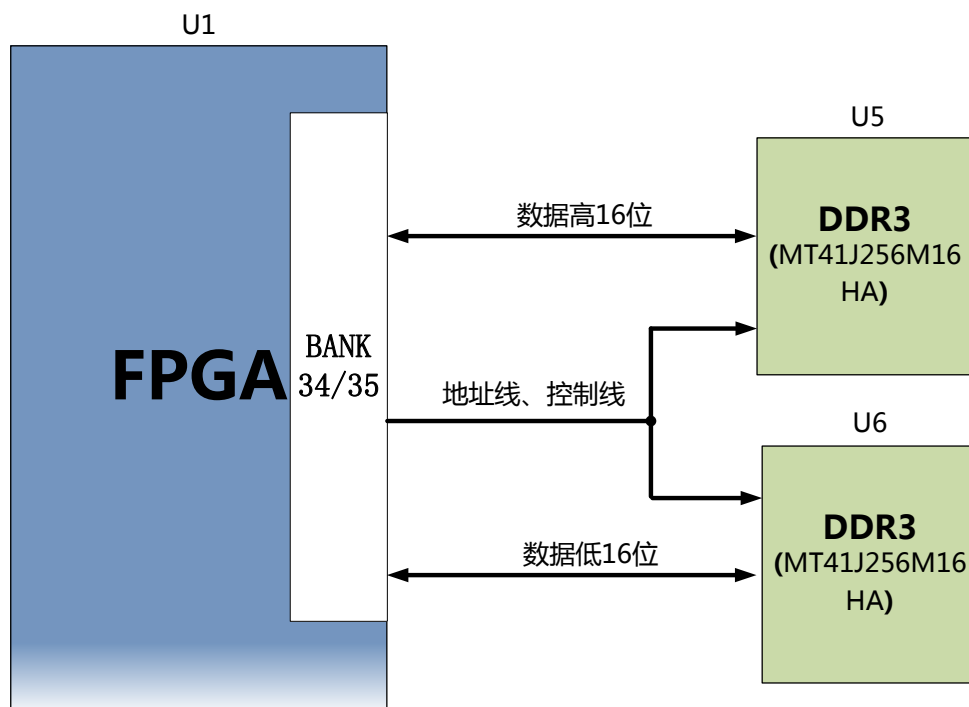 U1
FPGA
BANK
34/35
数据高16位
地址线、控制线
数据低16位
U5
DDR3
(MT41J256M16
HA)
U6
DDR3
(MT41J256M16
HA)